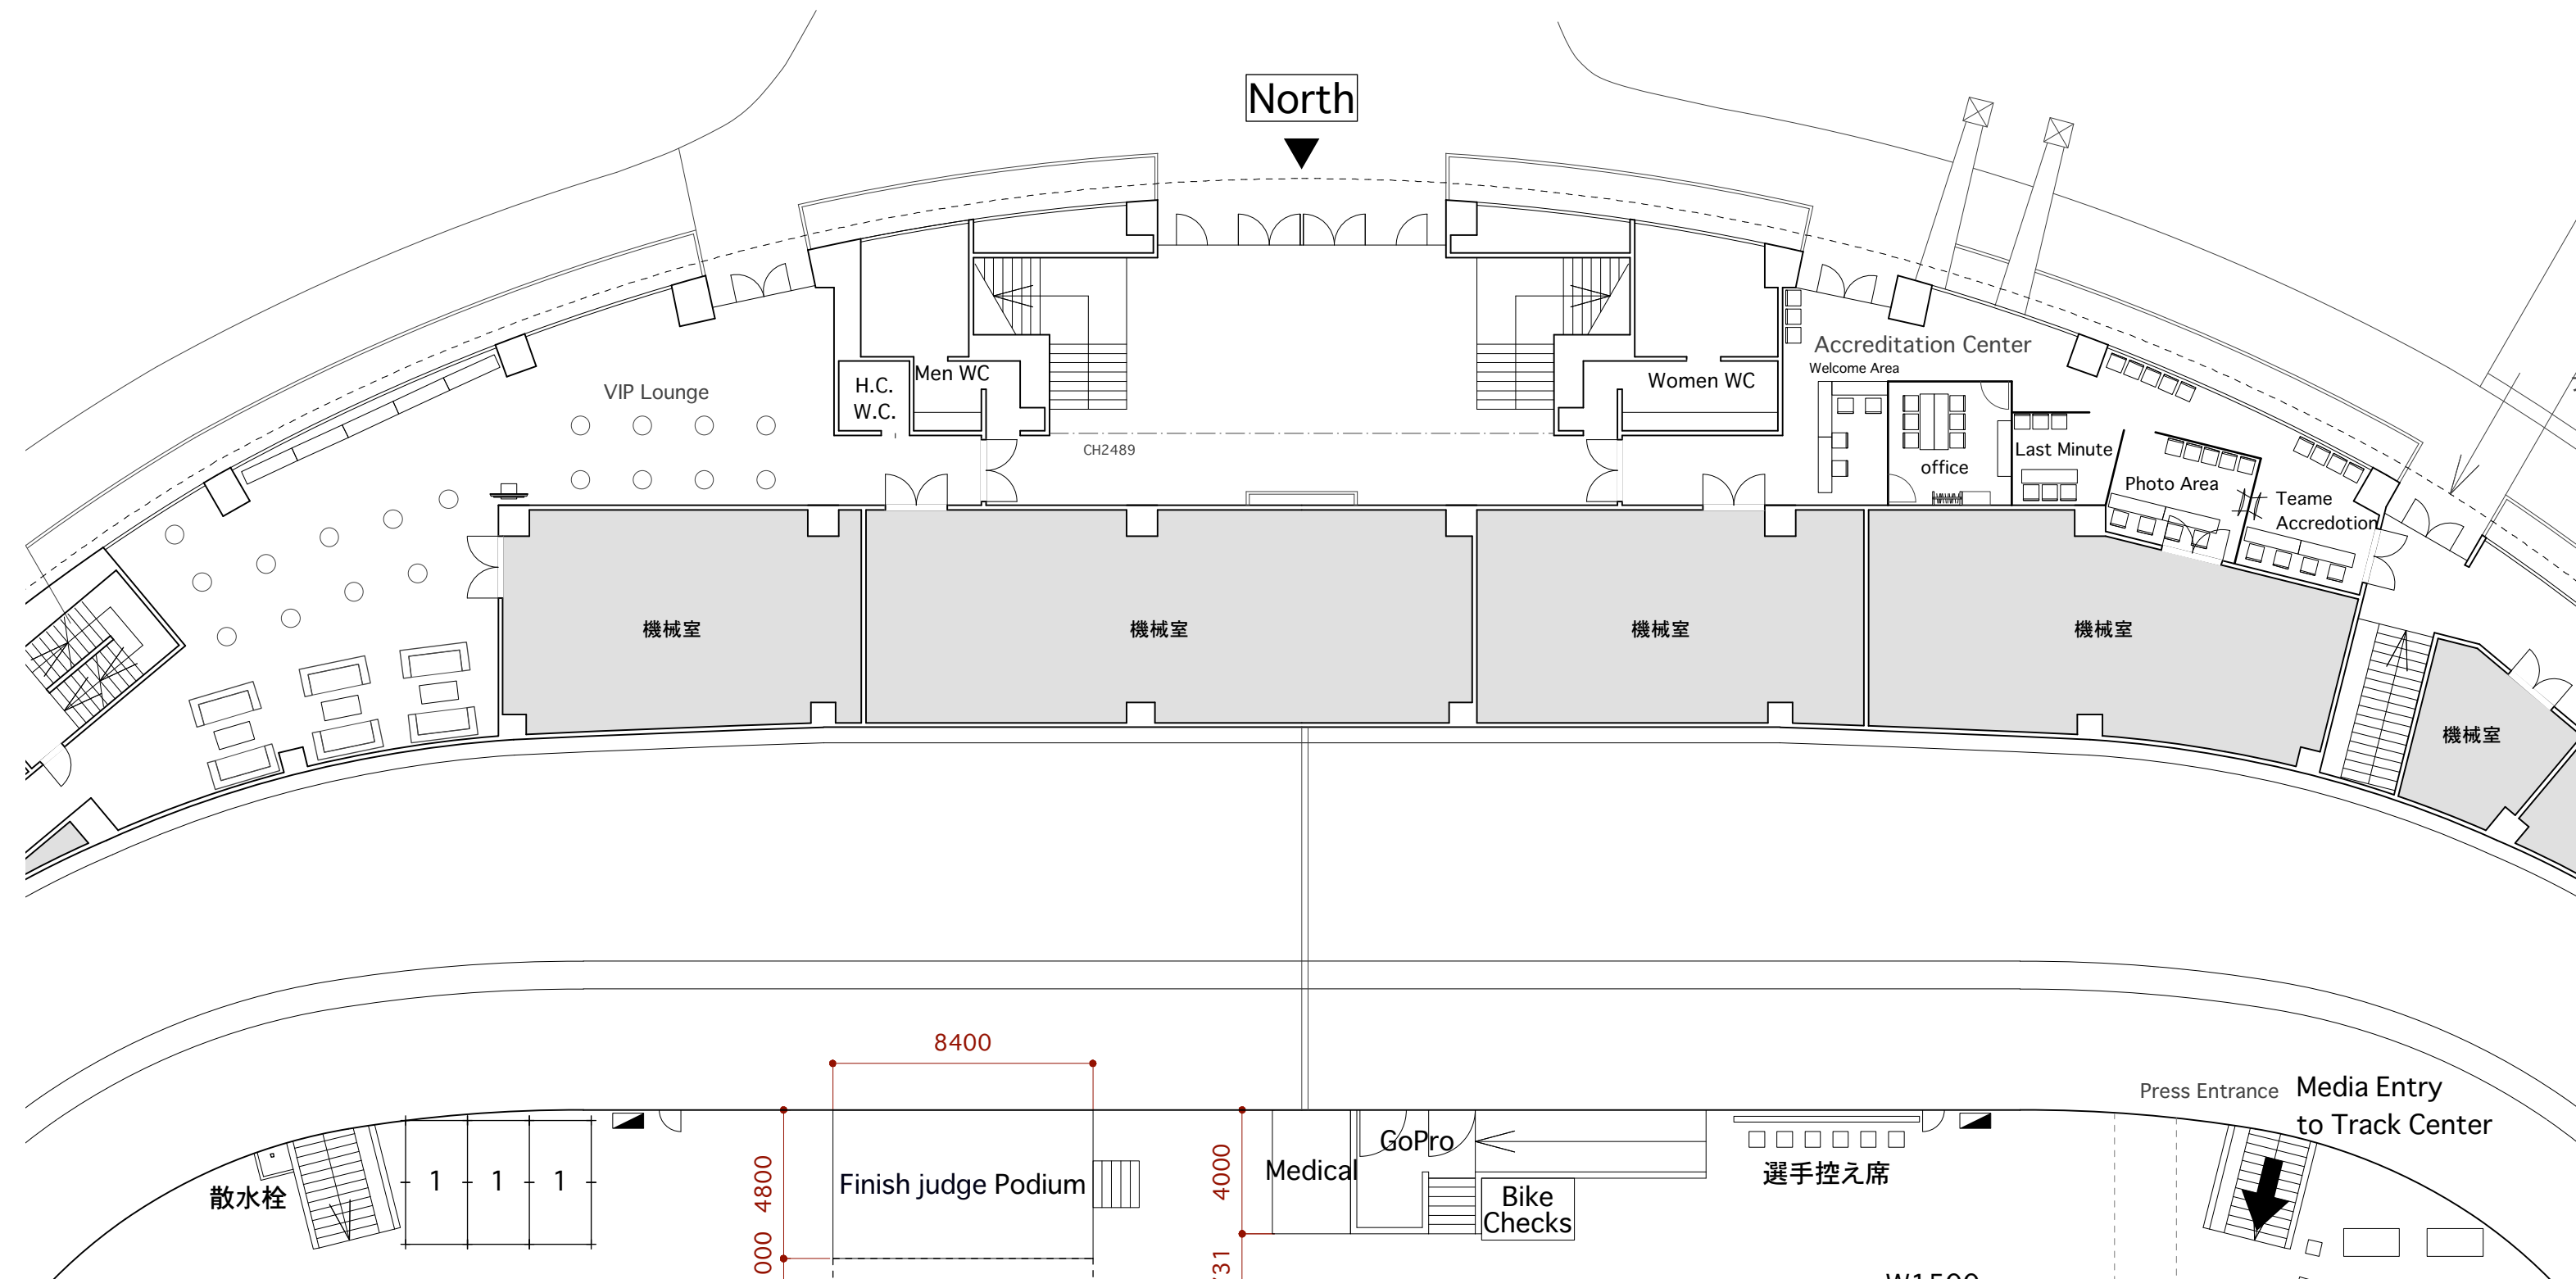 North
Accreditation Center
Welcome Area
VIP Lounge
H.C.
W.C.
Men WC
Women WC
CH2489
office
Last Minute
Photo Area
Teame
Accredotion
機械室
機械室
機械室
機械室
機械室
8400
Press Entrance
Media Entry
to Track Center
散水栓
1
1
1
4800
Finish judge Podium
4000
Medical
GoPro
Bike
Checks
選手控え席